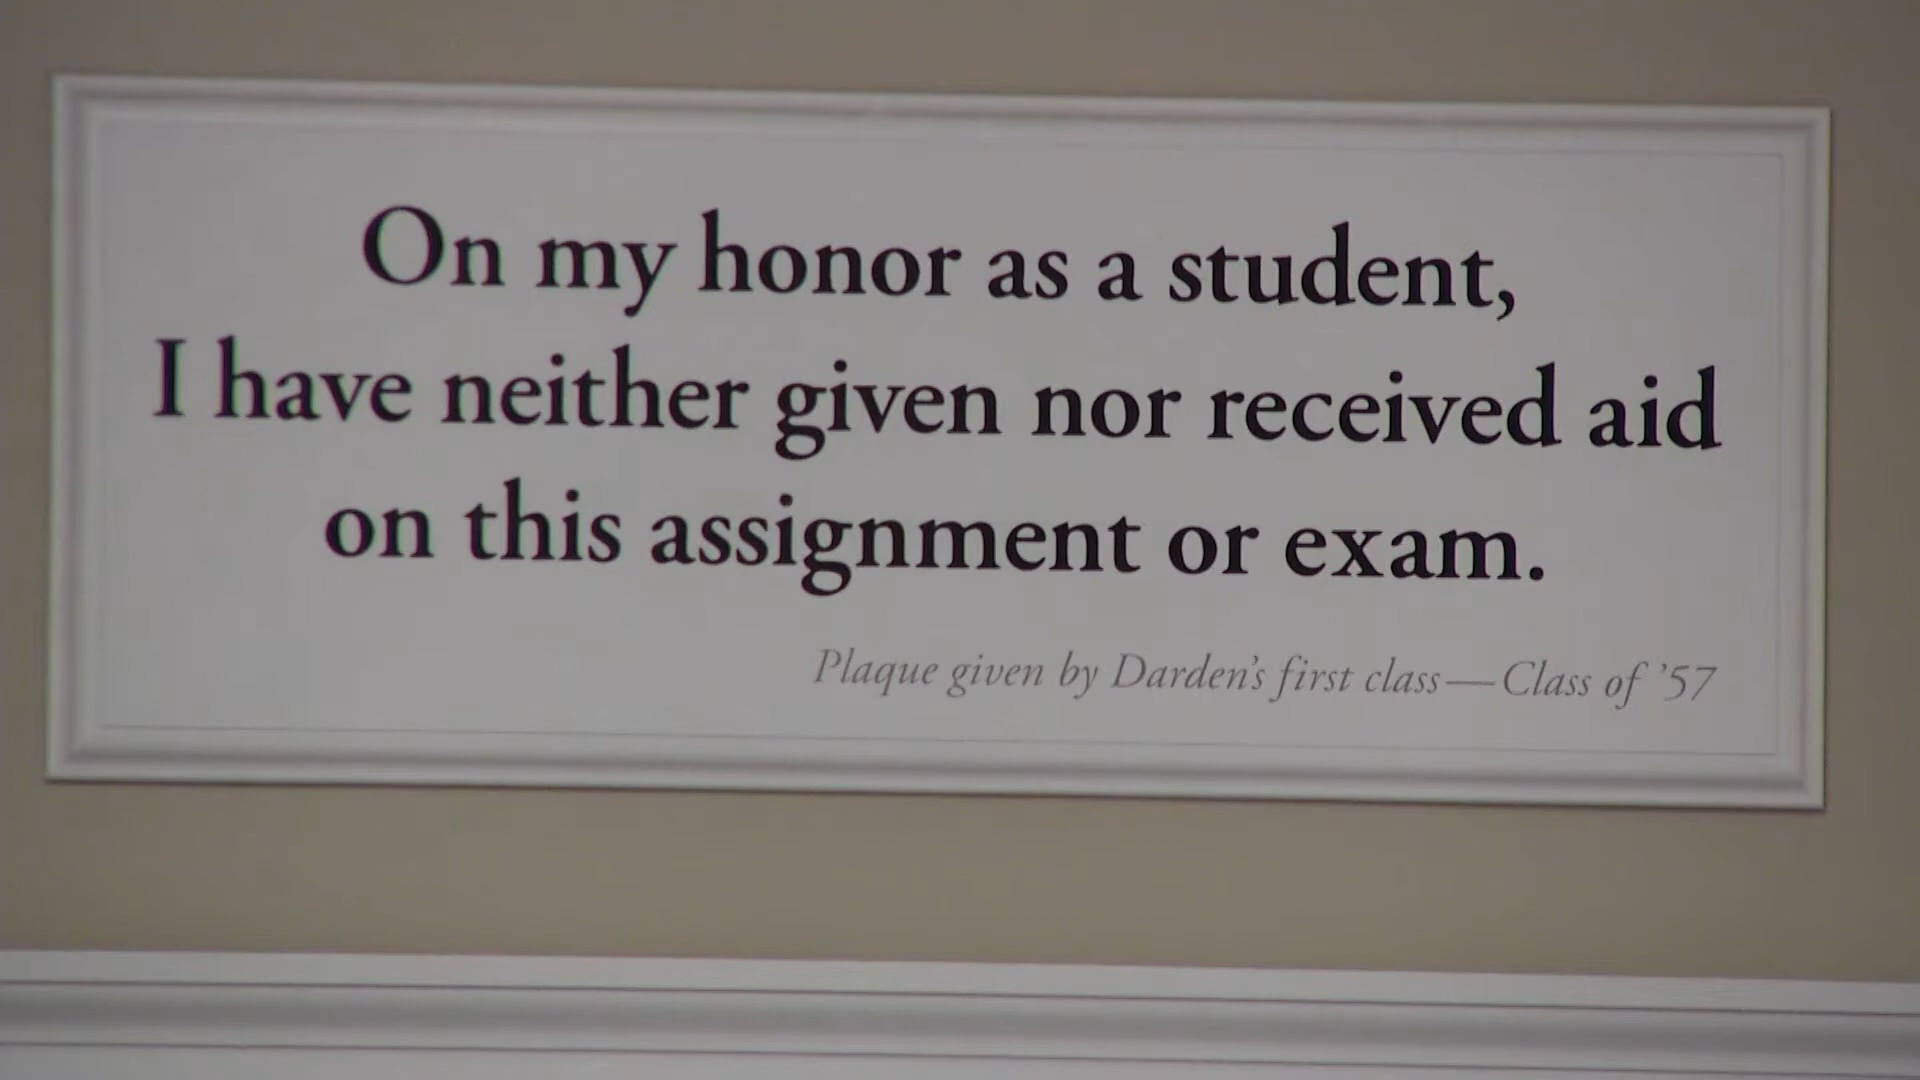 On my honor as a student,
I have neither given nor received aid
on this assignment or exam.
Plaque given by Darden's first class—Class of '57